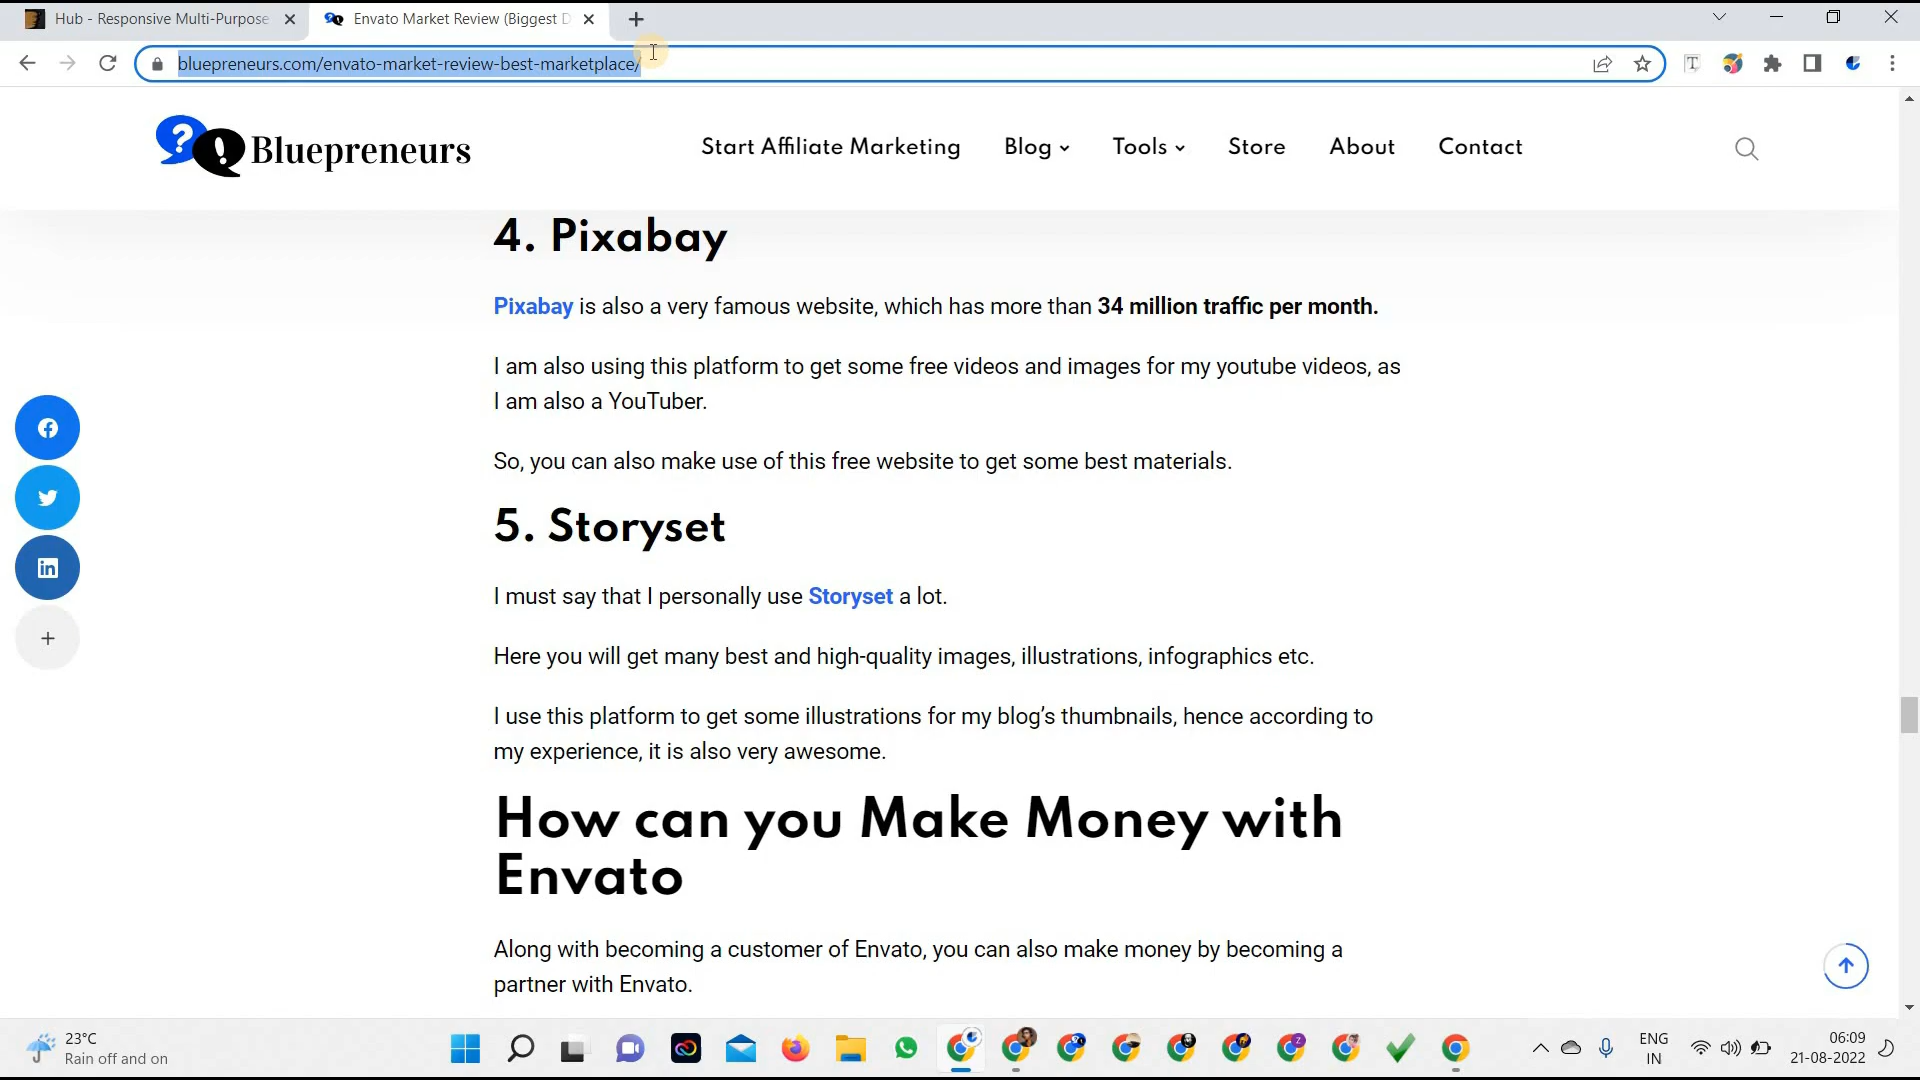 Hub - Responsive Multi-Purpose
Envato Market Review (Biggest D
bluepreneurs.com/envato-market-review-best-marketplace/
Bluepreneurs
Start Affiliate Marketing
Blog
Tools
Store
About
Contact
4. Pixabay
Pixabay is also a very famous website, which has more than 34 million traffic per month.
I am also using this platform to get some free videos and images for my youtube videos, as
I am also a YouTuber.
So, you can also make use of this free website to get some best materials.
5. Storyset
I must say that I personally use Storyset a lot.
Here you will get many best and high-quality images, illustrations, infographics etc.
I use this platform to get some illustrations for my blog’s thumbnails, hence according to
my experience, it is also very awesome.
How can you Make Money with
Envato
Along with becoming a customer of Envato, you can also make money by becoming a
partner with Envato.
23°C
Rain off and on
ENG
IN
06:09
21-08-2022